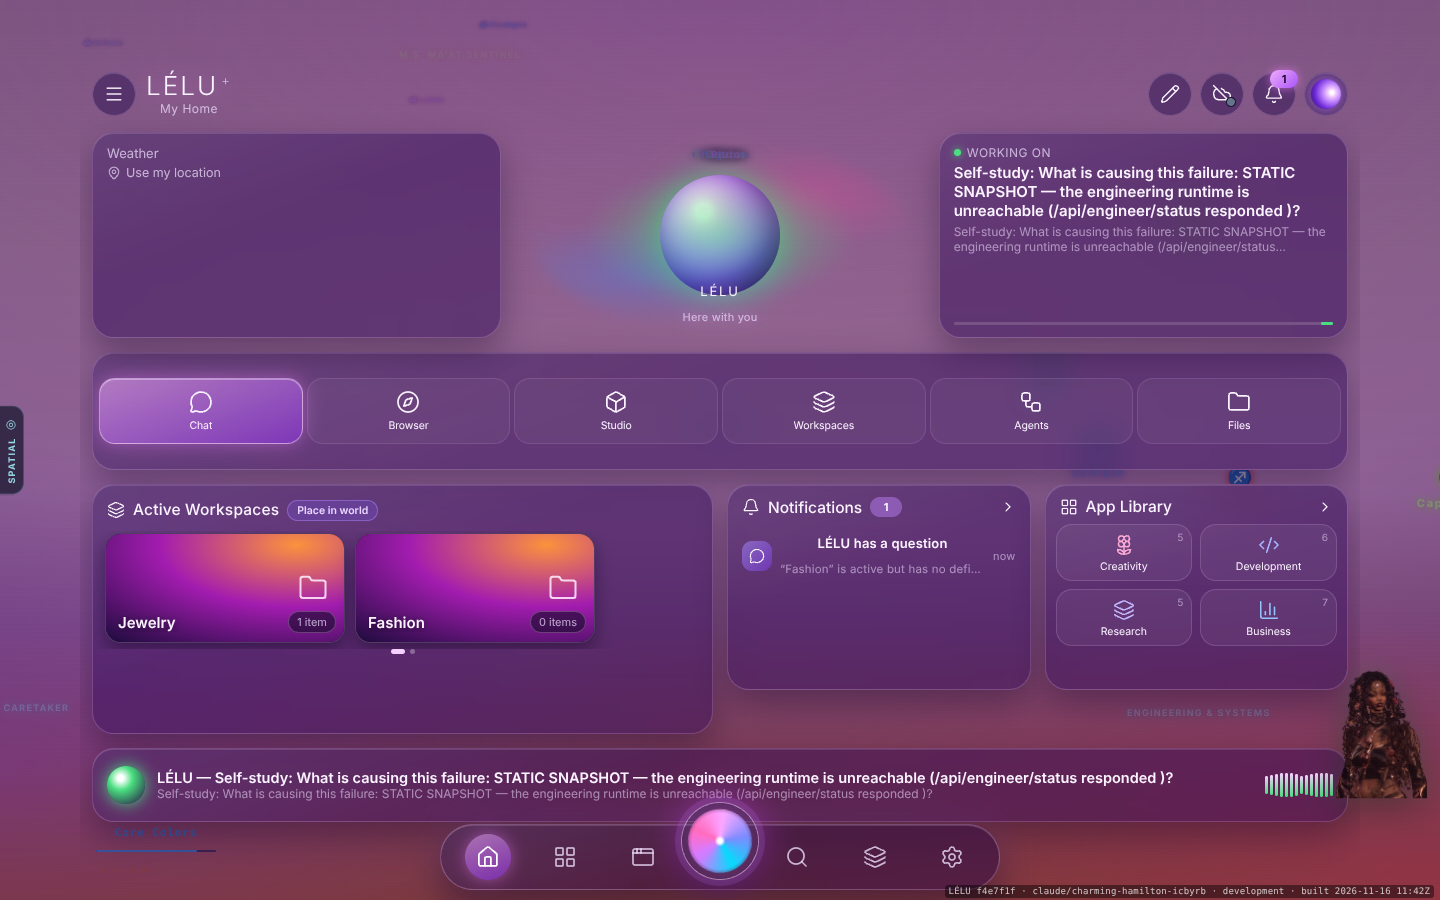 LÉLU +
My Home
1
Weather
Use my location
LÉLU
Here with you
WORKING ON
Self-study: What is causing this failure: STATIC
SNAPSHOT — the engineering runtime is
unreachable (/api/engineer/status responded )?
Self-study: What is causing this failure: STATIC SNAPSHOT — the
engineering runtime is unreachable (/api/engineer/status...
Chat
Browser
Studio
Workspaces
Agents
Files
SPATIAL
Active Workspaces
Place in world
Jewelry
1 item
Fashion
0 items
Notifications
1
LÉLU has a question
“Fashion” is active but has no defi...
now
App Library
Creativity
5
Development
6
Research
5
Business
7
Cap
CARETAKER
ENGINEERING & SYSTEMS
LÉLU — Self-study: What is causing this failure: STATIC SNAPSHOT — the engineering runtime is unreachable (/api/engineer/status responded )?
Self-study: What is causing this failure: STATIC SNAPSHOT — the engineering runtime is unreachable (/api/engineer/status responded )?
LÉLU f4e7f1f · claude/charming-hamilton-icbyrb · development · built 2026-11-16 11:42Z